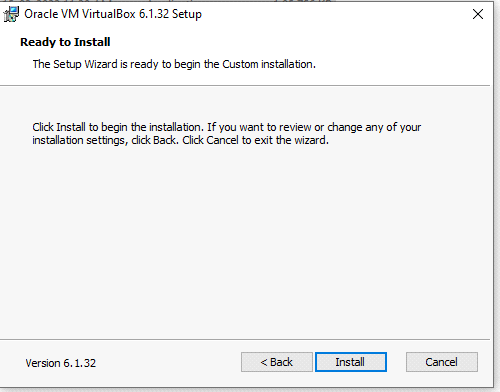 Oracle VM VirtualBox 6.1.32 Setup
Ready to Install
The Setup Wizard is ready to begin the Custom installation.
Click Install to begin the installation. If you want to review or change any of your
installation settings, click Back. Click Cancel to exit the wizard.
Version 6.1.32
< Back
Install
Cancel